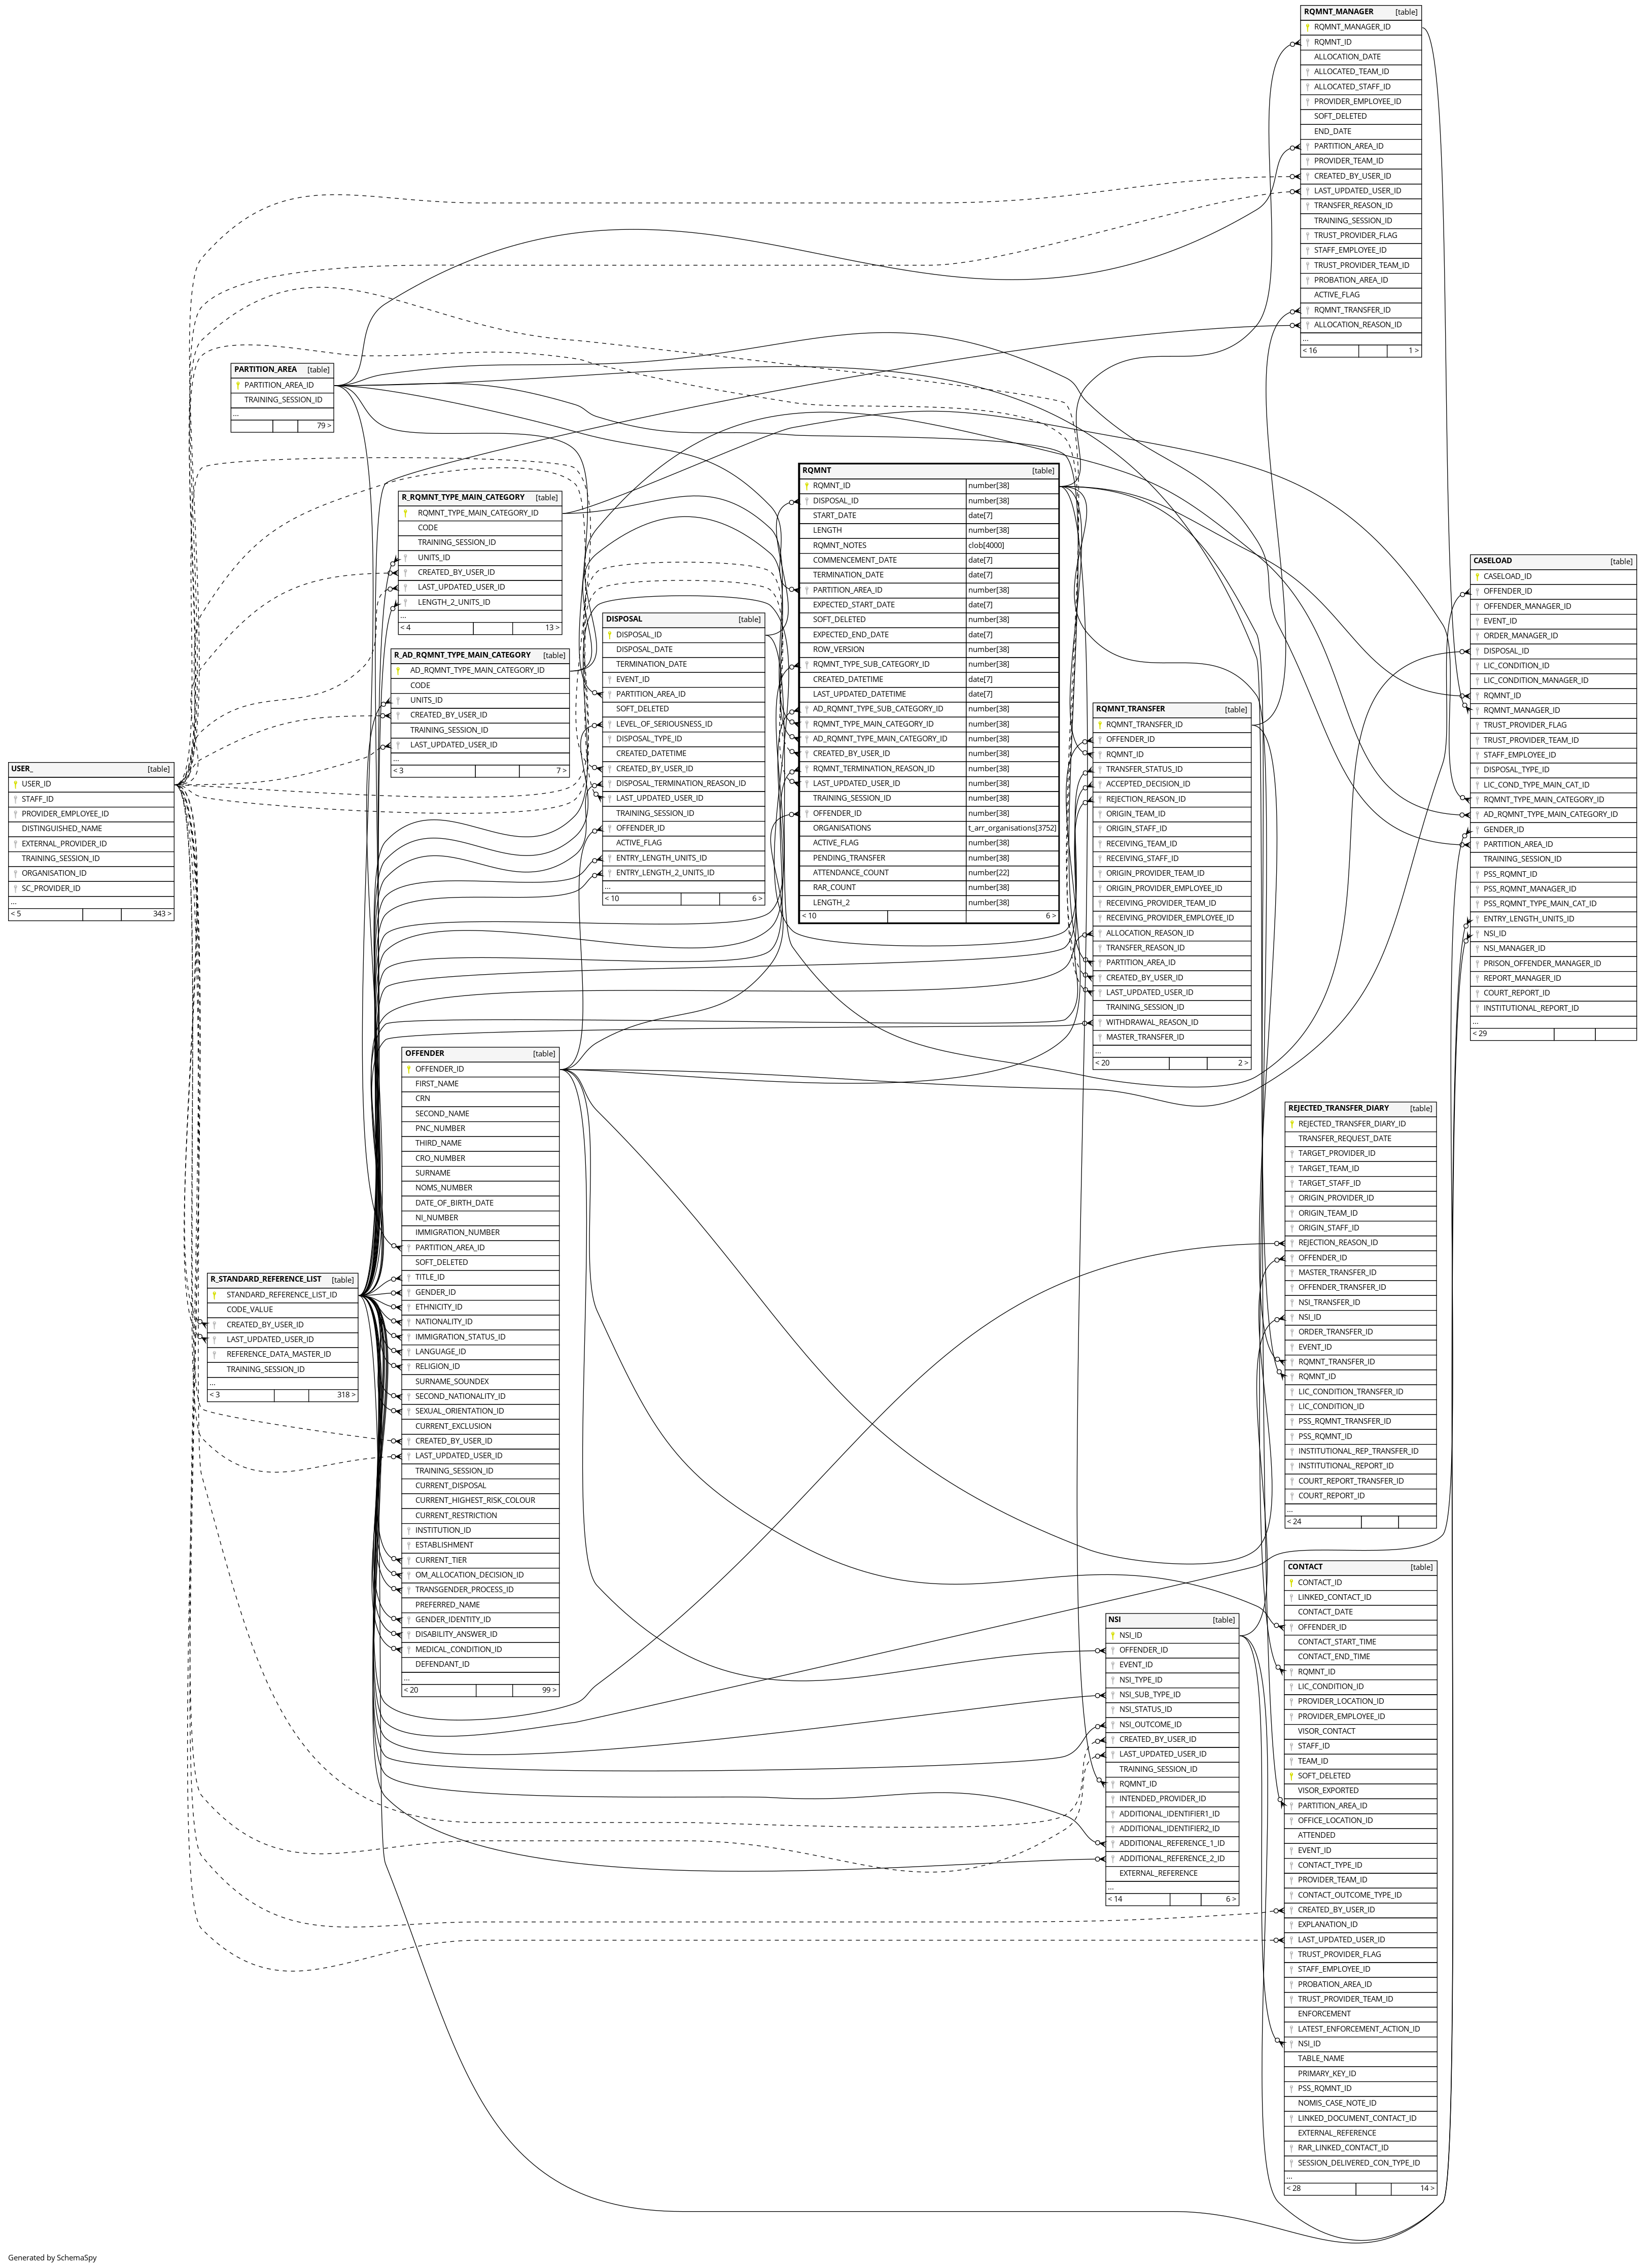 RQMNT_MANAGER [table]
RQMNT_MANAGER_ID
RQMNT_ID
ALLOCATION_DATE
ALLOCATED_TEAM_ID
ALLOCATED_STAFF_ID
PROVIDER_EMPLOYEE_ID
SOFT_DELETED
END_DATE
PARTITION_AREA_ID
PROVIDER_TEAM_ID
CREATED_BY_USER_ID
LAST_UPDATED_USER_ID
TRANSFER_REASON_ID
TRAINING_SESSION_ID
TRUST_PROVIDER_FLAG
STAFF_EMPLOYEE_ID
TRUST_PROVIDER_TEAM_ID
PROBATION_AREA_ID
ACTIVE_FLAG
RQMNT_TRANSFER_ID
ALLOCATION_REASON_ID
...
< 16 1 >
PARTITION_AREA [table]
PARTITION_AREA_ID
TRAINING_SESSION_ID
...
79 >
R_RQMNT_TYPE_MAIN_CATEGORY [table]
RQMNT_TYPE_MAIN_CATEGORY_ID
CODE
TRAINING_SESSION_ID
UNITS_ID
CREATED_BY_USER_ID
LAST_UPDATED_USER_ID
LENGTH_2_UNITS_ID
...
< 4 13 >
R_AD_RQMNT_TYPE_MAIN_CATEGORY [table]
AD_RQMNT_TYPE_MAIN_CATEGORY_ID
CODE
UNITS_ID
CREATED_BY_USER_ID
TRAINING_SESSION_ID
LAST_UPDATED_USER_ID
...
< 3 7 >
USER_ [table]
USER_ID
STAFF_ID
PROVIDER_EMPLOYEE_ID
DISTINGUISHED_NAME
EXTERNAL_PROVIDER_ID
TRAINING_SESSION_ID
ORGANISATION_ID
SC_PROVIDER_ID
...
< 5 343 >
DISPOSAL [table]
DISPOSAL_ID
DISPOSAL_DATE
TERMINATION_DATE
EVENT_ID
PARTITION_AREA_ID
SOFT_DELETED
LEVEL_OF_SERIOUSNESS_ID
DISPOSAL_TYPE_ID
CREATED_DATETIME
CREATED_BY_USER_ID
DISPOSAL_TERMINATION_REASON_ID
LAST_UPDATED_USER_ID
TRAINING_SESSION_ID
OFFENDER_ID
ACTIVE_FLAG
ENTRY_LENGTH_UNITS_ID
ENTRY_LENGTH_2_UNITS_ID
...
< 10 6 >
RQMNT [table]
RQMNT_ID number[38]
DISPOSAL_ID number[38]
START_DATE date[7]
LENGTH number[38]
RQMNT_NOTES clob[4000]
COMMENCEMENT_DATE date[7]
TERMINATION_DATE date[7]
PARTITION_AREA_ID number[38]
EXPECTED_START_DATE date[7]
SOFT_DELETED number[38]
EXPECTED_END_DATE date[7]
ROW_VERSION number[38]
RQMNT_TYPE_SUB_CATEGORY_ID number[38]
CREATED_DATETIME date[7]
LAST_UPDATED_DATETIME date[7]
AD_RQMNT_TYPE_SUB_CATEGORY_ID number[38]
RQMNT_TYPE_MAIN_CATEGORY_ID number[38]
AD_RQMNT_TYPE_MAIN_CATEGORY_ID number[38]
CREATED_BY_USER_ID number[38]
RQMNT_TERMINATION_REASON_ID number[38]
LAST_UPDATED_USER_ID number[38]
TRAINING_SESSION_ID number[38]
OFFENDER_ID number[38]
ORGANISATIONS t_arr_organisations[3752]
ACTIVE_FLAG number[38]
PENDING_TRANSFER number[38]
ATTENDANCE_COUNT number[22]
RAR_COUNT number[38]
LENGTH_2 number[38]
< 10 6 >
RQMNT_TRANSFER [table]
RQMNT_TRANSFER_ID
OFFENDER_ID
RQMNT_ID
TRANSFER_STATUS_ID
ACCEPTED_DECISION_ID
REJECTION_REASON_ID
ORIGIN_TEAM_ID
ORIGIN_STAFF_ID
RECEIVING_TEAM_ID
RECEIVING_STAFF_ID
ORIGIN_PROVIDER_TEAM_ID
ORIGIN_PROVIDER_EMPLOYEE_ID
RECEIVING_PROVIDER_TEAM_ID
RECEIVING_PROVIDER_EMPLOYEE_ID
ALLOCATION_REASON_ID
TRANSFER_REASON_ID
PARTITION_AREA_ID
CREATED_BY_USER_ID
LAST_UPDATED_USER_ID
TRAINING_SESSION_ID
WITHDRAWAL_REASON_ID
MASTER_TRANSFER_ID
...
< 20 2 >
CASELOAD [table]
CASELOAD_ID
OFFENDER_ID
OFFENDER_MANAGER_ID
EVENT_ID
ORDER_MANAGER_ID
DISPOSAL_ID
LIC_CONDITION_ID
LIC_CONDITION_MANAGER_ID
RQMNT_ID
RQMNT_MANAGER_ID
TRUST_PROVIDER_FLAG
TRUST_PROVIDER_TEAM_ID
STAFF_EMPLOYEE_ID
DISPOSAL_TYPE_ID
LIC_COND_TYPE_MAIN_CAT_ID
RQMNT_TYPE_MAIN_CATEGORY_ID
AD_RQMNT_TYPE_MAIN_CATEGORY_ID
GENDER_ID
PARTITION_AREA_ID
TRAINING_SESSION_ID
PSS_RQMNT_ID
PSS_RQMNT_MANAGER_ID
PSS_RQMNT_TYPE_MAIN_CAT_ID
ENTRY_LENGTH_UNITS_ID
NSI_ID
NSI_MANAGER_ID
PRISON_OFFENDER_MANAGER_ID
REPORT_MANAGER_ID
COURT_REPORT_ID
INSTITUTIONAL_REPORT_ID
...
< 29
OFFENDER [table]
OFFENDER_ID
FIRST_NAME
CRN
SECOND_NAME
PNC_NUMBER
THIRD_NAME
CRO_NUMBER
SURNAME
NOMS_NUMBER
DATE_OF_BIRTH_DATE
NI_NUMBER
IMMIGRATION_NUMBER
PARTITION_AREA_ID
SOFT_DELETED
TITLE_ID
GENDER_ID
ETHNICITY_ID
NATIONALITY_ID
IMMIGRATION_STATUS_ID
LANGUAGE_ID
RELIGION_ID
SURNAME_SOUNDEX
SECOND_NATIONALITY_ID
SEXUAL_ORIENTATION_ID
CURRENT_EXCLUSION
CREATED_BY_USER_ID
LAST_UPDATED_USER_ID
TRAINING_SESSION_ID
CURRENT_DISPOSAL
CURRENT_HIGHEST_RISK_COLOUR
CURRENT_RESTRICTION
INSTITUTION_ID
ESTABLISHMENT
CURRENT_TIER
OM_ALLOCATION_DECISION_ID
TRANSGENDER_PROCESS_ID
PREFERRED_NAME
GENDER_IDENTITY_ID
DISABILITY_ANSWER_ID
MEDICAL_CONDITION_ID
DEFENDANT_ID
...
< 20 99 >
R_STANDARD_REFERENCE_LIST [table]
STANDARD_REFERENCE_LIST_ID
CODE_VALUE
CREATED_BY_USER_ID
LAST_UPDATED_USER_ID
REFERENCE_DATA_MASTER_ID
TRAINING_SESSION_ID
...
< 3 318 >
REJECTED_TRANSFER_DIARY [table]
REJECTED_TRANSFER_DIARY_ID
TRANSFER_REQUEST_DATE
TARGET_PROVIDER_ID
TARGET_TEAM_ID
TARGET_STAFF_ID
ORIGIN_PROVIDER_ID
ORIGIN_TEAM_ID
ORIGIN_STAFF_ID
REJECTION_REASON_ID
OFFENDER_ID
MASTER_TRANSFER_ID
OFFENDER_TRANSFER_ID
NSI_TRANSFER_ID
NSI_ID
ORDER_TRANSFER_ID
EVENT_ID
RQMNT_TRANSFER_ID
RQMNT_ID
LIC_CONDITION_TRANSFER_ID
LIC_CONDITION_ID
PSS_RQMNT_TRANSFER_ID
PSS_RQMNT_ID
INSTITUTIONAL_REP_TRANSFER_ID
INSTITUTIONAL_REPORT_ID
COURT_REPORT_TRANSFER_ID
COURT_REPORT_ID
...
< 24
NSI [table]
NSI_ID
OFFENDER_ID
EVENT_ID
NSI_TYPE_ID
NSI_SUB_TYPE_ID
NSI_STATUS_ID
NSI_OUTCOME_ID
CREATED_BY_USER_ID
LAST_UPDATED_USER_ID
TRAINING_SESSION_ID
RQMNT_ID
INTENDED_PROVIDER_ID
ADDITIONAL_IDENTIFIER1_ID
ADDITIONAL_IDENTIFIER2_ID
ADDITIONAL_REFERENCE_1_ID
ADDITIONAL_REFERENCE_2_ID
EXTERNAL_REFERENCE
...
< 14 6 >
CONTACT [table]
CONTACT_ID
LINKED_CONTACT_ID
CONTACT_DATE
OFFENDER_ID
CONTACT_START_TIME
CONTACT_END_TIME
RQMNT_ID
LIC_CONDITION_ID
PROVIDER_LOCATION_ID
PROVIDER_EMPLOYEE_ID
VISOR_CONTACT
STAFF_ID
TEAM_ID
SOFT_DELETED
VISOR_EXPORTED
PARTITION_AREA_ID
OFFICE_LOCATION_ID
ATTENDED
EVENT_ID
CONTACT_TYPE_ID
PROVIDER_TEAM_ID
CONTACT_OUTCOME_TYPE_ID
CREATED_BY_USER_ID
EXPLANATION_ID
LAST_UPDATED_USER_ID
TRUST_PROVIDER_FLAG
STAFF_EMPLOYEE_ID
PROBATION_AREA_ID
TRUST_PROVIDER_TEAM_ID
ENFORCEMENT
LATEST_ENFORCEMENT_ACTION_ID
NSI_ID
TABLE_NAME
PRIMARY_KEY_ID
PSS_RQMNT_ID
NOMIS_CASE_NOTE_ID
LINKED_DOCUMENT_CONTACT_ID
EXTERNAL_REFERENCE
RAR_LINKED_CONTACT_ID
SESSION_DELIVERED_CON_TYPE_ID
...
< 28 14 >
Generated by SchemaSpy